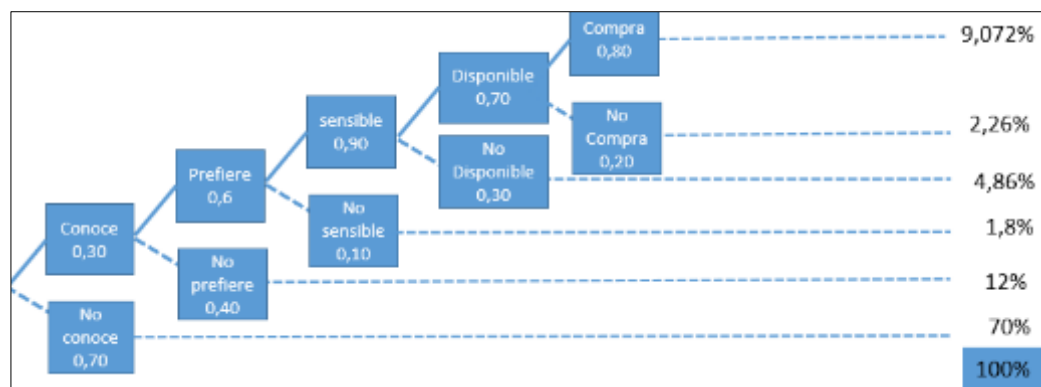 Compra
0,80
9,072%
Disponible
0,70
No
Compra
0,20
2,26%
sensible
0,90
No
Disponible
0,30
4,86%
Prefiere
0,6
No
sensible
0,10
1,8%
Conoce
0,30
No
prefiere
0,40
12%
No
conoce
0,70
70%
100%